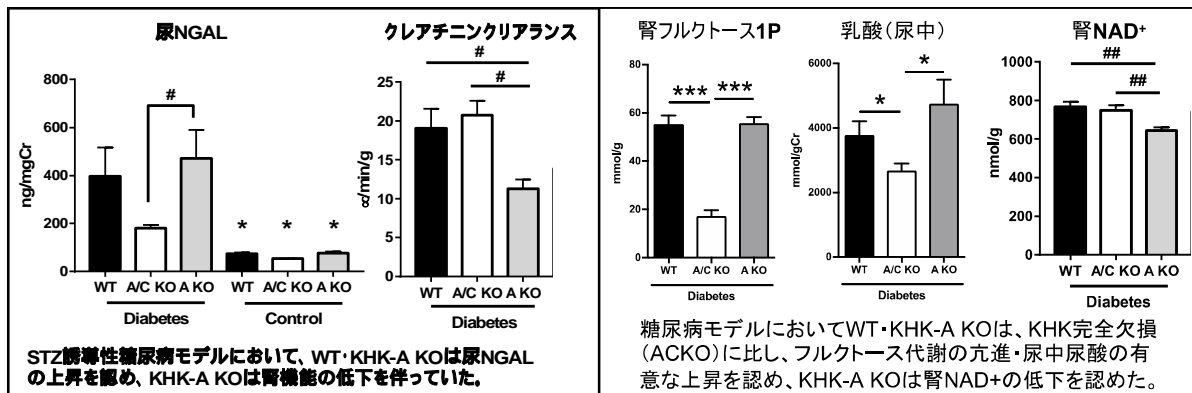 尿NGAL
ng/mgCr
800
600
400
200
0
#
* * *
WT A/C KO A KO WT A/C KO A KO
Diabetes Control
クレアチニンクリアランス
25
20
15
10
5
0
#
#
WT A/C KO A KO
Diabetes
STZ誘導性糖尿病モデルにおいて、WT・KHK-A KOは尿NGAL
の上昇を認め、KHK-A KOは腎機能の低下を伴っていた。
腎フルクトース1P
mmol/g
80
60
40
20
0
*** ***
WT A/C KO A KO
Diabetes
乳酸(尿中)
mmol/gCr
6000
4000
2000
0
*
*
WT A/C KO A KO
Diabetes
腎NAD⁺
nmol/g
1000
800
600
400
200
0
##
##
WT A/C KO A KO
Diabetes
糖尿病モデルにおいてWT・KHK-A KOは、KHK完全欠損
(ACKO)に比し、フルクトース代謝の亢進・尿中尿酸の有
意な上昇を認め、KHK-A KOは腎NAD+の低下を認めた。